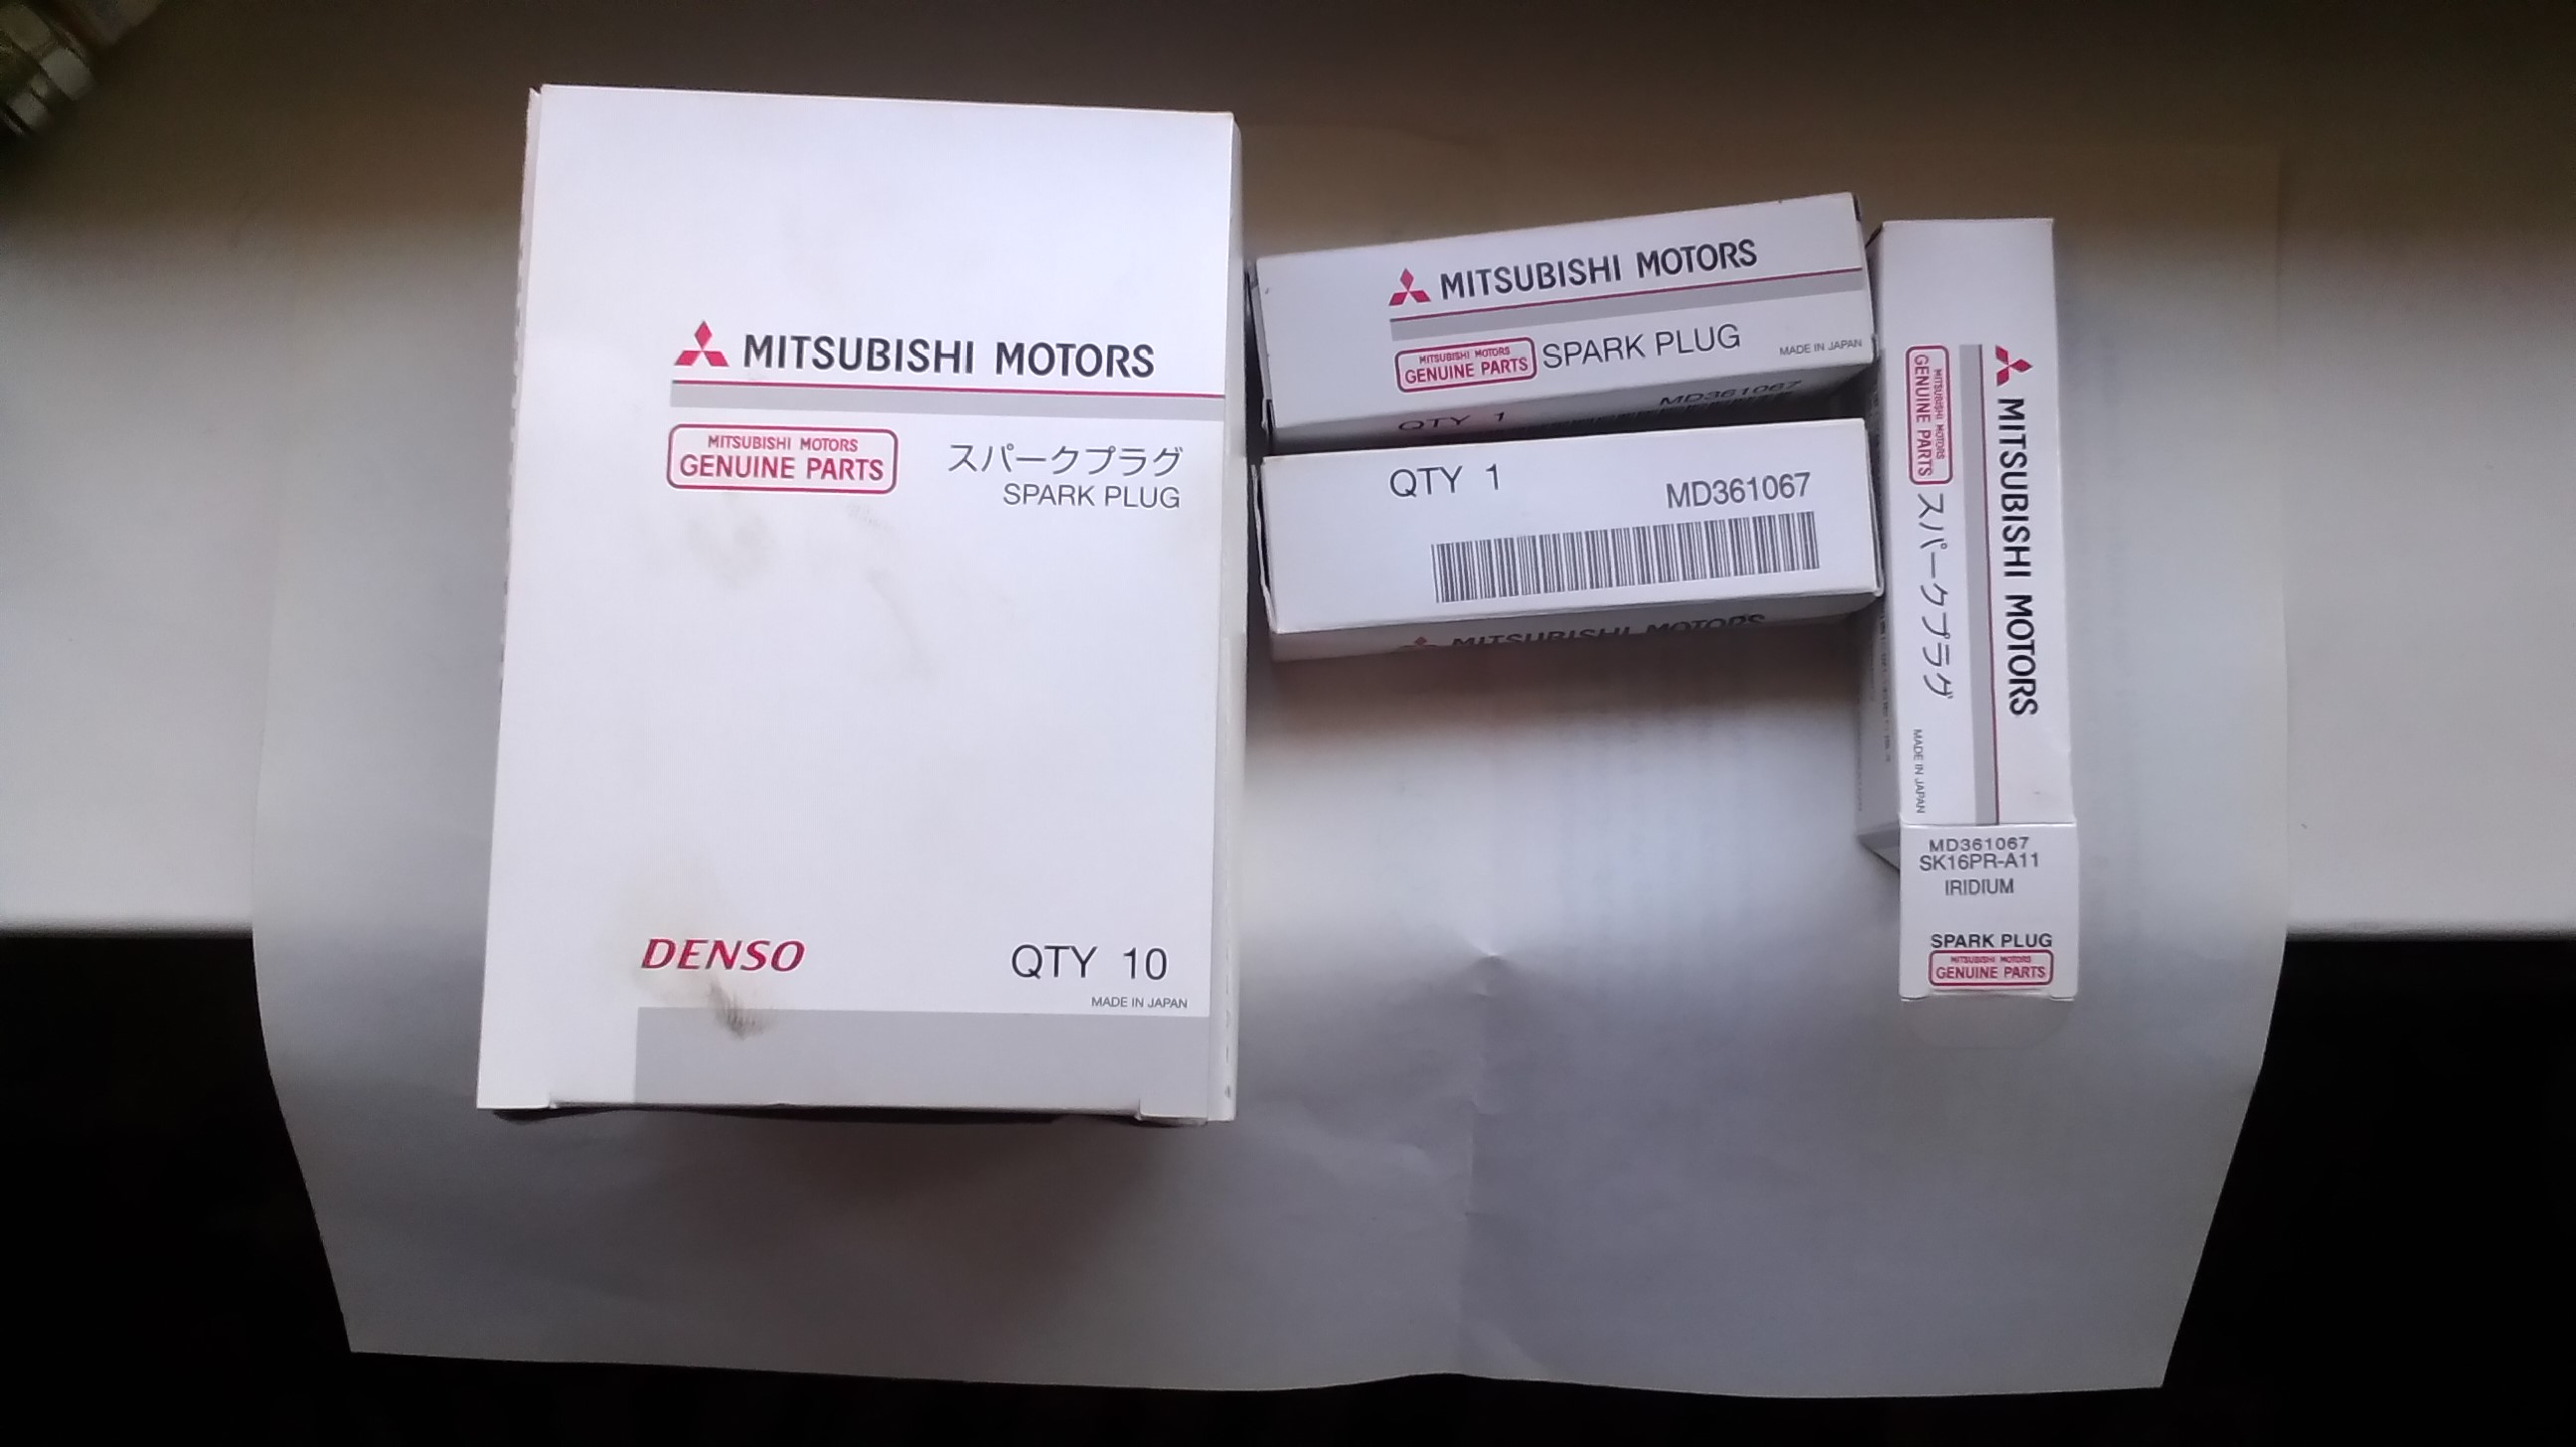 MITSUBISHI MOTORS
MITSUBISHI MOTORS
GENUINE PARTS
スパークプラグ
SPARK PLUG
DENSO
QTY 10
MADE IN JAPAN
MITSUBISHI MOTORS
MITSUBISHI MOTORS
GENUINE PARTS
SPARK PLUG
MADE IN JAPAN
QTY 1
MD361067
QTY 1
MD361067
MITSUBISHI MOTORS
MITSUBISHI MOTORS
MITSUBISHI MOTORS
GENUINE PARTS
スパークプラグ
MADE IN JAPAN
MD361067
SK16PR-A11
IRIDIUM
SPARK PLUG
MITSUBISHI MOTORS
GENUINE PARTS